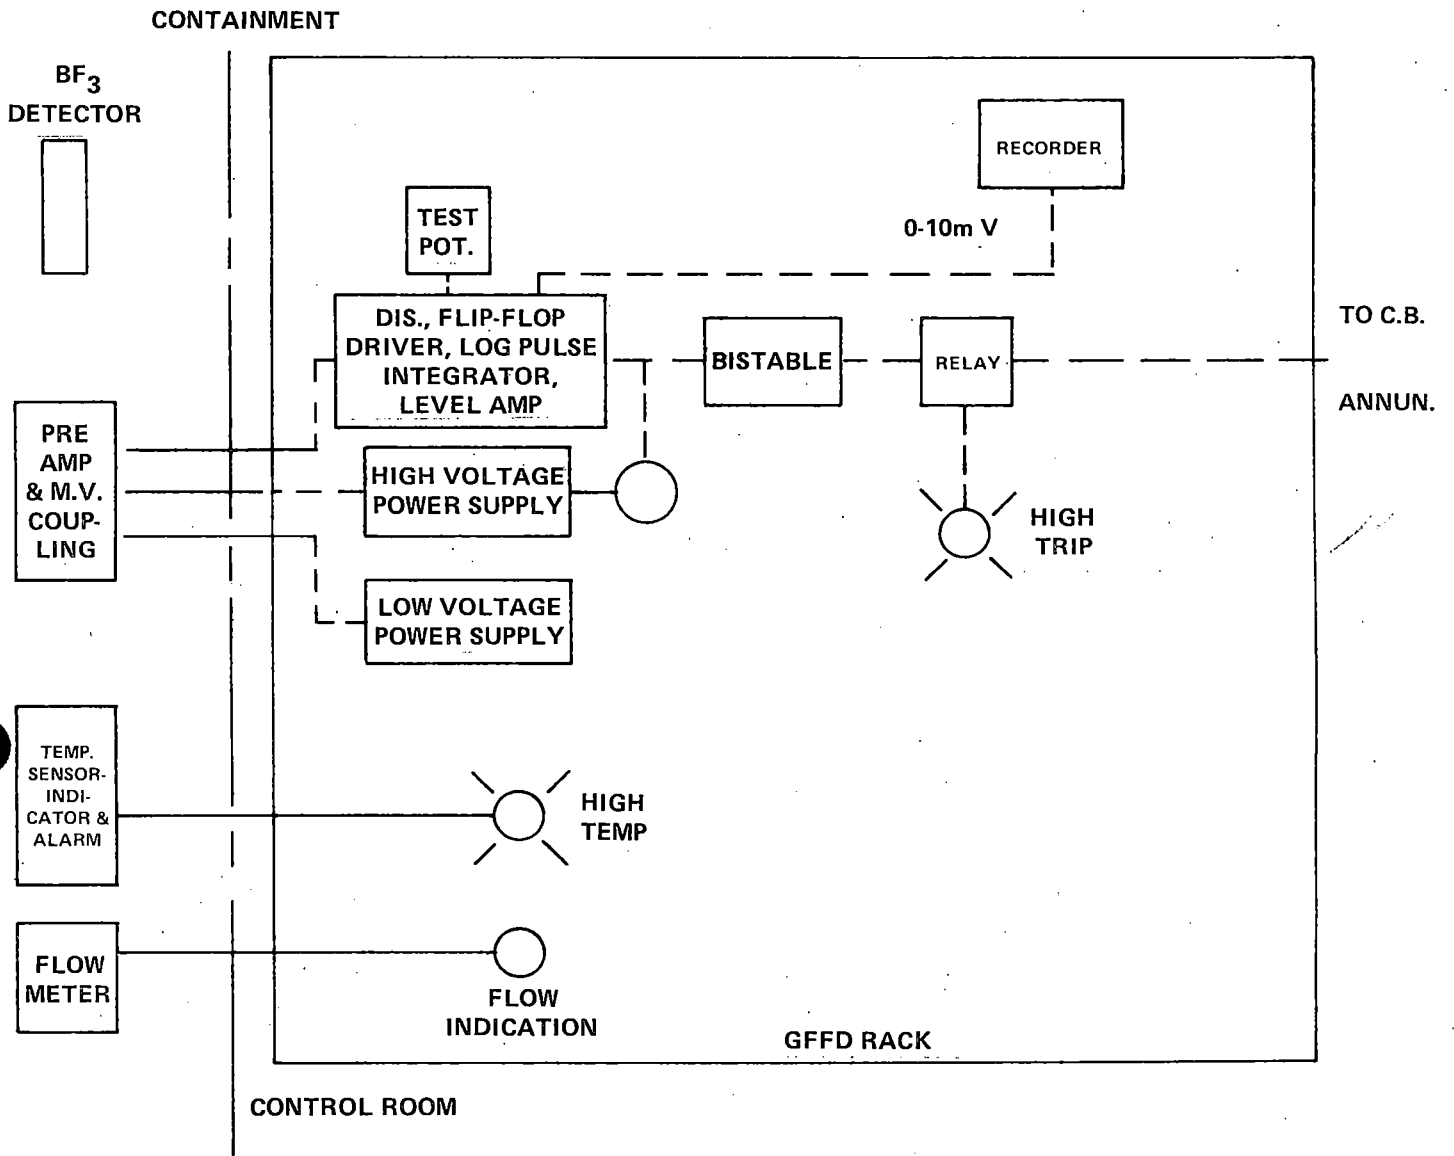 CONTAINMENT
BF3
DETECTOR
RECORDER
TEST
POT.
0-10m V
DIS., FLIP-FLOP
DRIVER, LOG PULSE
INTEGRATOR,
LEVEL AMP
BISTABLE
RELAY
TO C.B.
ANNUN.
PRE
AMP
& M.V.
COUP-
LING
HIGH VOLTAGE
POWER SUPPLY
HIGH
TRIP
LOW VOLTAGE
POWER SUPPLY
TEMP.
SENSOR-
INDI-
CATOR &
ALARM
HIGH
TEMP
FLOW
METER
FLOW
INDICATION
GFFD RACK
CONTROL ROOM